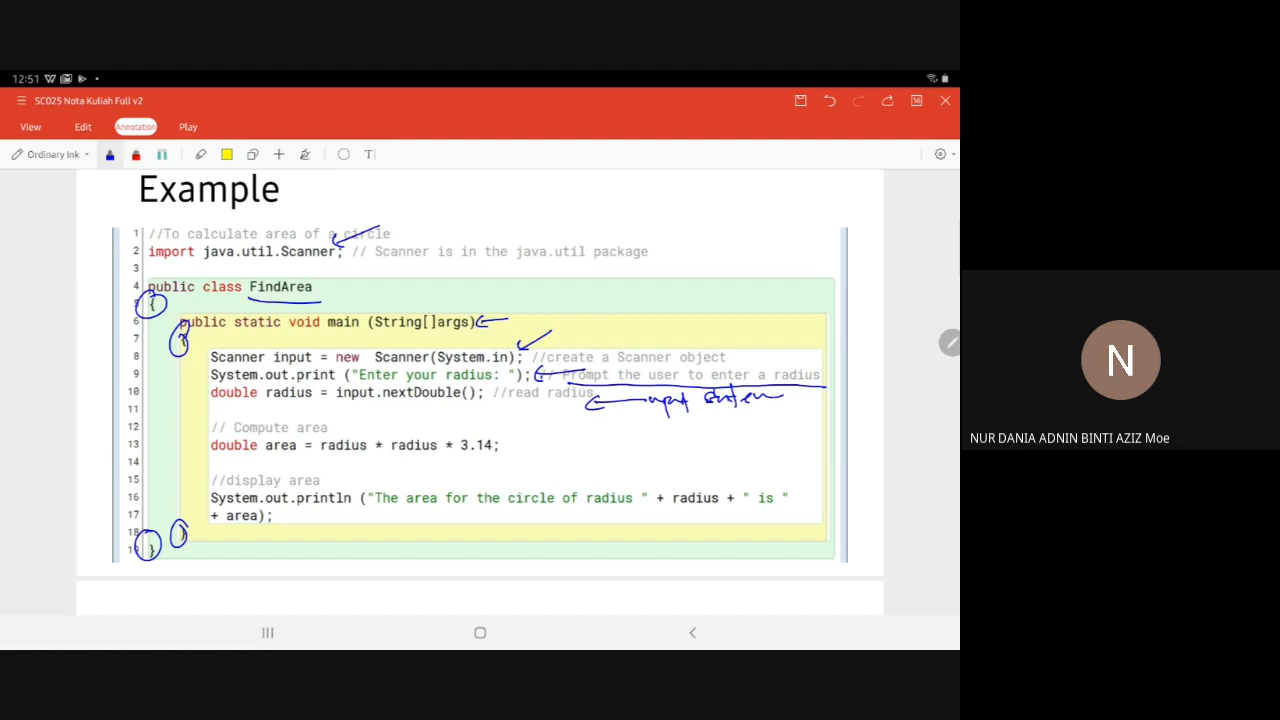 12:51
SC025 Nota Kuliah Full v2
16
View Edit Annotation Play
Ordinary Ink
T
Example
1 //To calculate area of a circle
2 import java.util.Scanner; // Scanner is in the java.util package
3
4 public class FindArea
5 {
6 public static void main (String[]args)
7 {
8 Scanner input = new Scanner(System.in); //create a Scanner object
9 System.out.print ("Enter your radius: "); // Prompt the user to enter a radius
10 double radius = input.nextDouble(); //read radius
11
12 // Compute area
13 double area = radius * radius * 3.14;
14
15 //display area
16 System.out.println ("The area for the circle of radius " + radius + " is "
17 + area);
18 }
19 }
N
NUR DANIA ADNIN BINTI AZIZ Moe